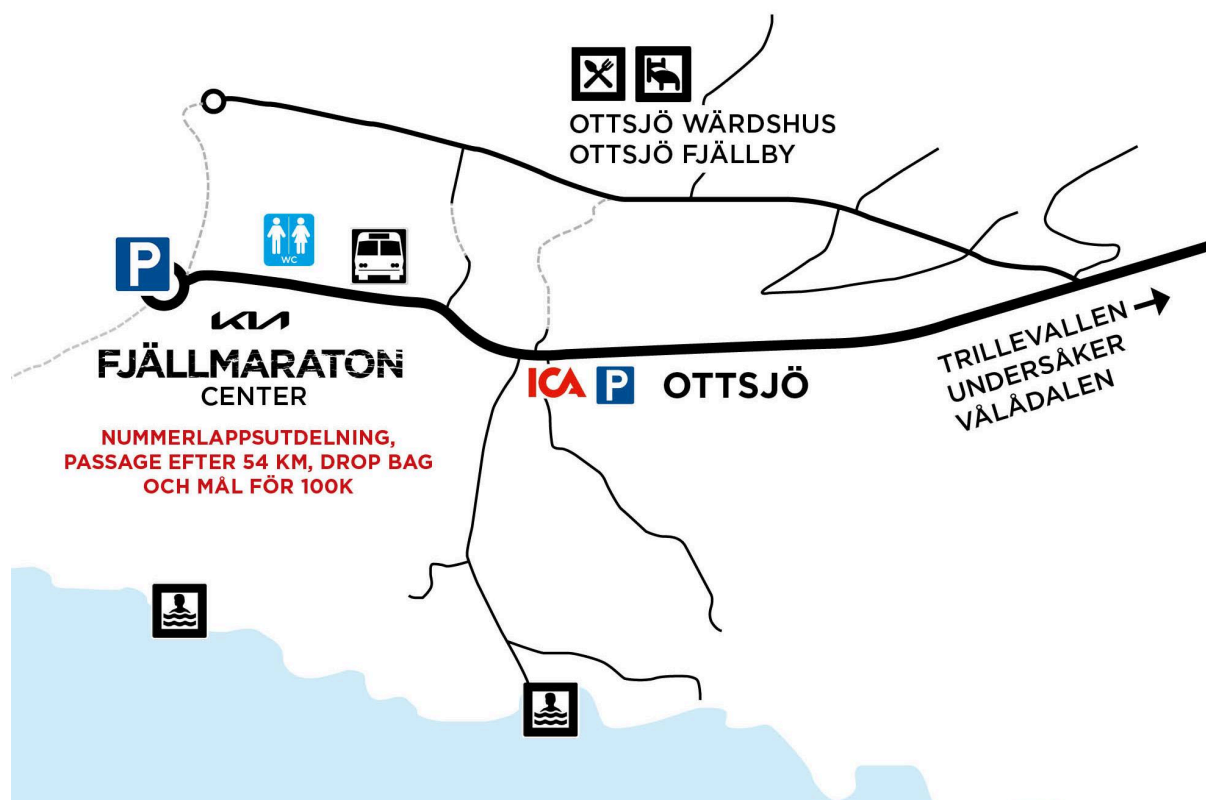 OTTSJÖ WÄRDSHUS
OTTSJÖ FJÄLLBY
P
WC
KIA
FJÄLLMARATON
CENTER
NUMMERLAPPSUTDELNING,
PASSAGE EFTER 54 KM, DROP BAG
OCH MÅL FÖR 100K
ICA P OTTSJÖ
TRILLEVALLEN
UNDERSÅKER
VÅLÅDALEN